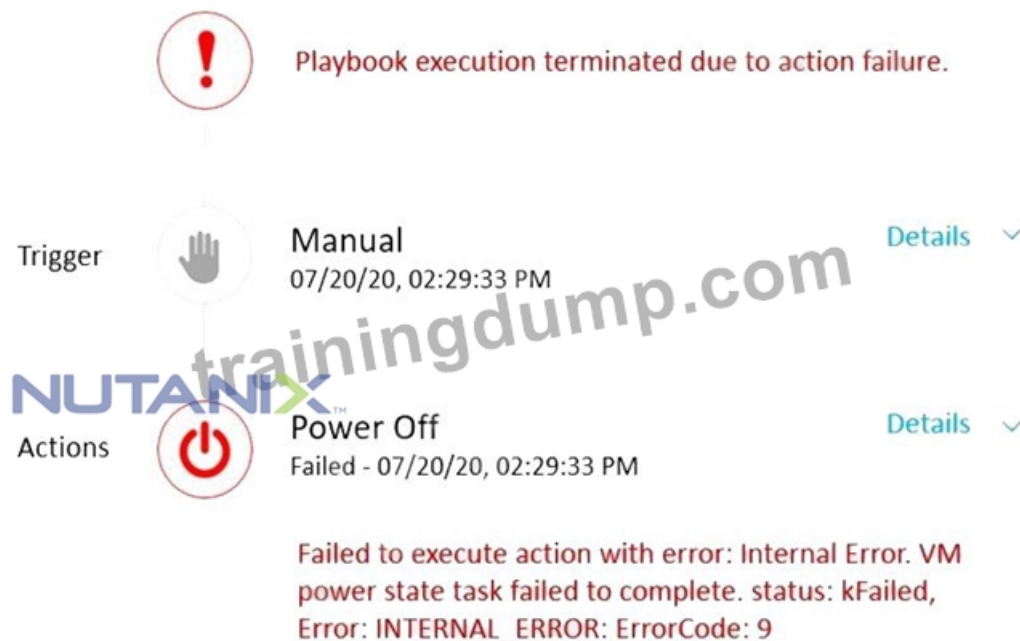 Playbook execution terminated due to action failure.
Trigger
Manual
Details
07/20/20, 02:29:33 PM
trainingdump.com
NUTANIX™
Actions
Power Off
Details
Failed - 07/20/20, 02:29:33 PM
Failed to execute action with error: Internal Error. VM
power state task failed to complete. status: kFailed,
Error: INTERNAL_ERROR: ErrorCode: 9